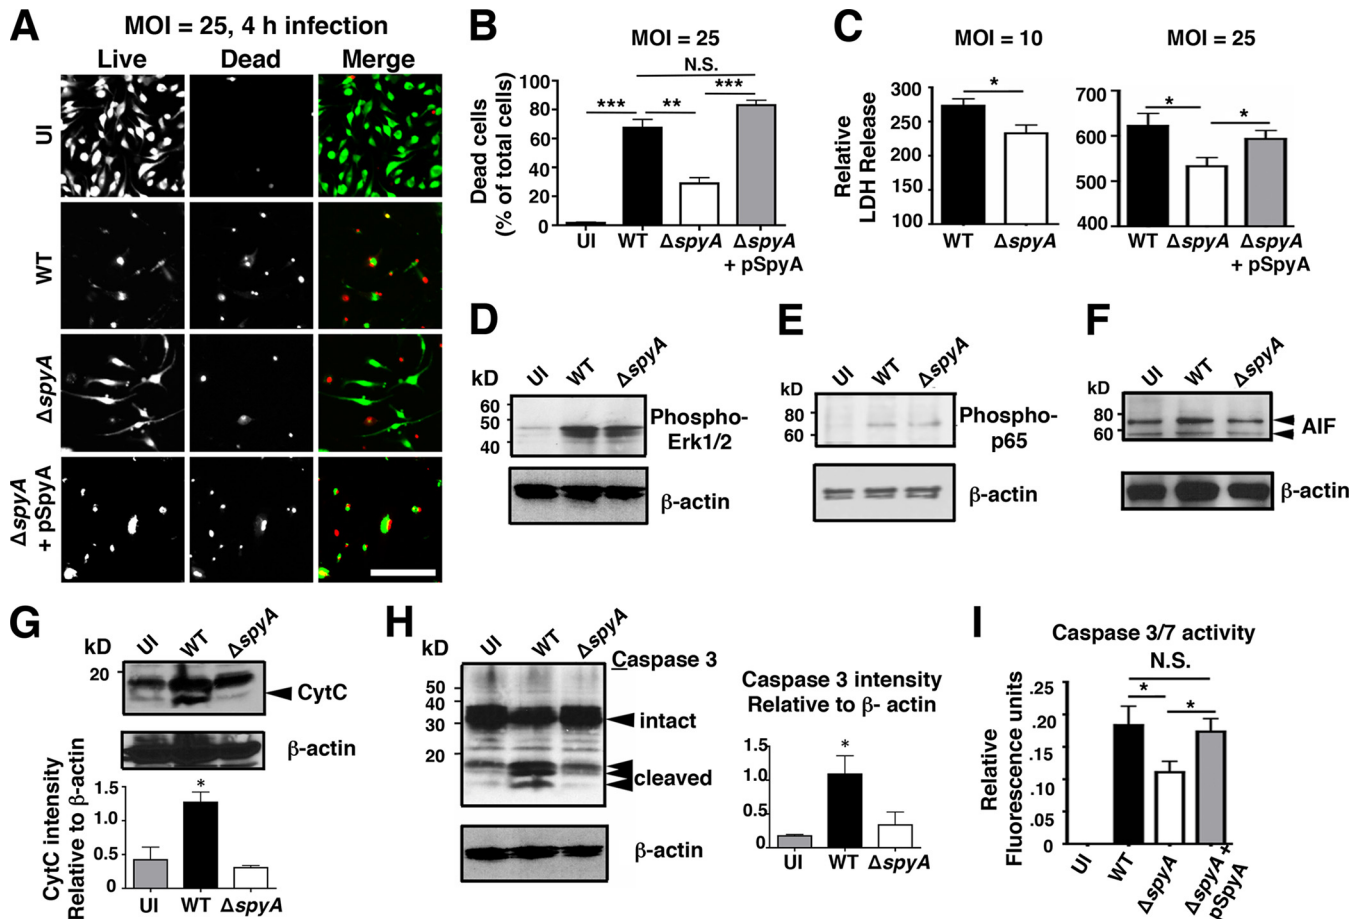 A
MOI = 25, 4 h infection
Live
Dead
Merge
UI
WT
ΔspyA
ΔspyA
+ pSpyA
B
MOI = 25
N.S.
***
**
***
Dead cells
(% of total cells)
100
80
60
40
20
0
UI
WT
ΔspyA
ΔspyA
+ pSpyA
C
MOI = 10
MOI = 25
Relative
LDH Release
300
250
200
250
300
100
*
WT
ΔspyA
600
500
400
*
*
WT
ΔspyA
ΔspyA
+ pSpyA
D
kD
UI
WT
ΔspyA
60
50
40
Phospho-
Erk1/2
β-actin
E
kD
UI
WT
ΔspyA
80
60
Phospho-
p65
β-actin
F
kD
UI
WT
ΔspyA
80
60
AIF
β-actin
G
kD
UI
WT
ΔspyA
20
CytC
β-actin
CytC intensity
Relative to β-actin
1.5
1.0
0.5
0
*
UI
WT
ΔspyA
H
kD
UI
WT
ΔspyA
Caspase 3
50
40
30
20
intact
cleaved
β-actin
Caspase 3 intensity
Relative to β- actin
1.5
1.0
0.5
0
*
UI
WT
ΔspyA
I
Caspase 3/7 activity
N.S.
*
*
Relative
Fluorescence units
.25
.20
.15
.10
.05
0
UI
WT
ΔspyA
ΔspyA +
pSpyA